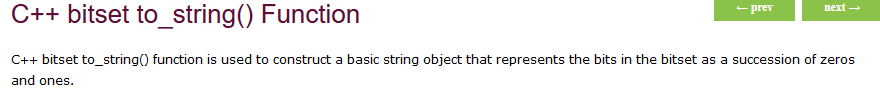 C++ bitset to_string() Function
← prev
next →
C++ bitset to_string() function is used to construct a basic string object that represents the bits in the bitset as a succession of zeros
and ones.